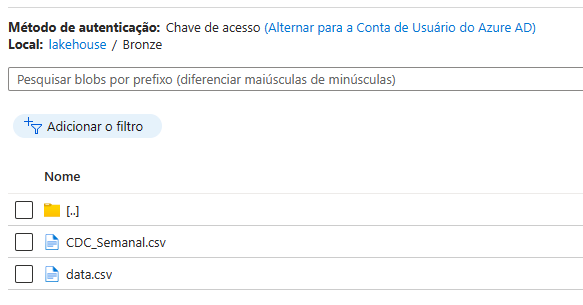 Método de autenticação: Chave de acesso (Alternar para a Conta de Usuário do Azure AD)
Local: lakehouse / Bronze
Pesquisar blobs por prefixo (diferenciar maiúsculas de minúsculas)
Adicionar o filtro
Nome
[..]
CDC_Semanal.csv
data.csv